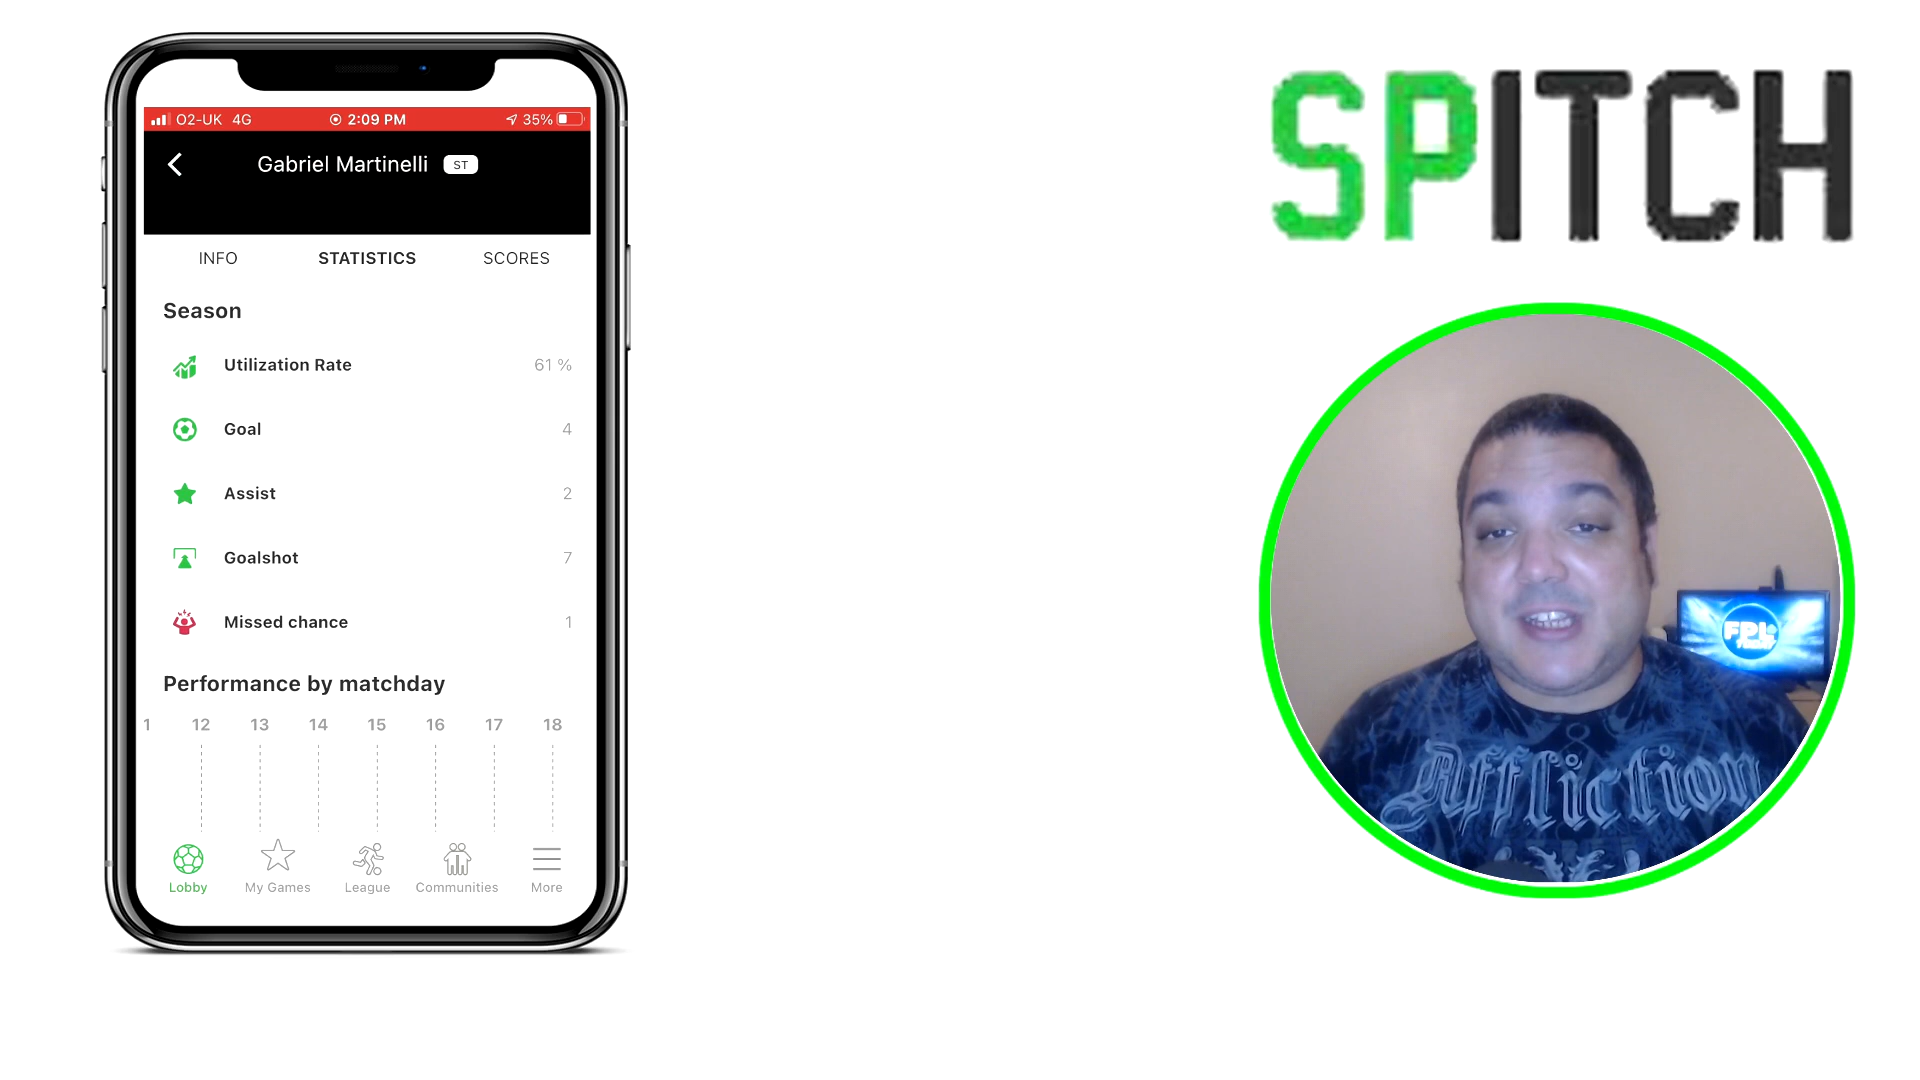 O2-UK 4G 2:09 PM 35%
Gabriel Martinelli ST
INFO STATISTICS SCORES
Season
Utilization Rate 61 %
Goal 4
Assist 2
Goalshot 7
Missed chance 1
Performance by matchday
1 12 13 14 15 16 17 18
Lobby My Games League Communities More
SPITCH
Affliction